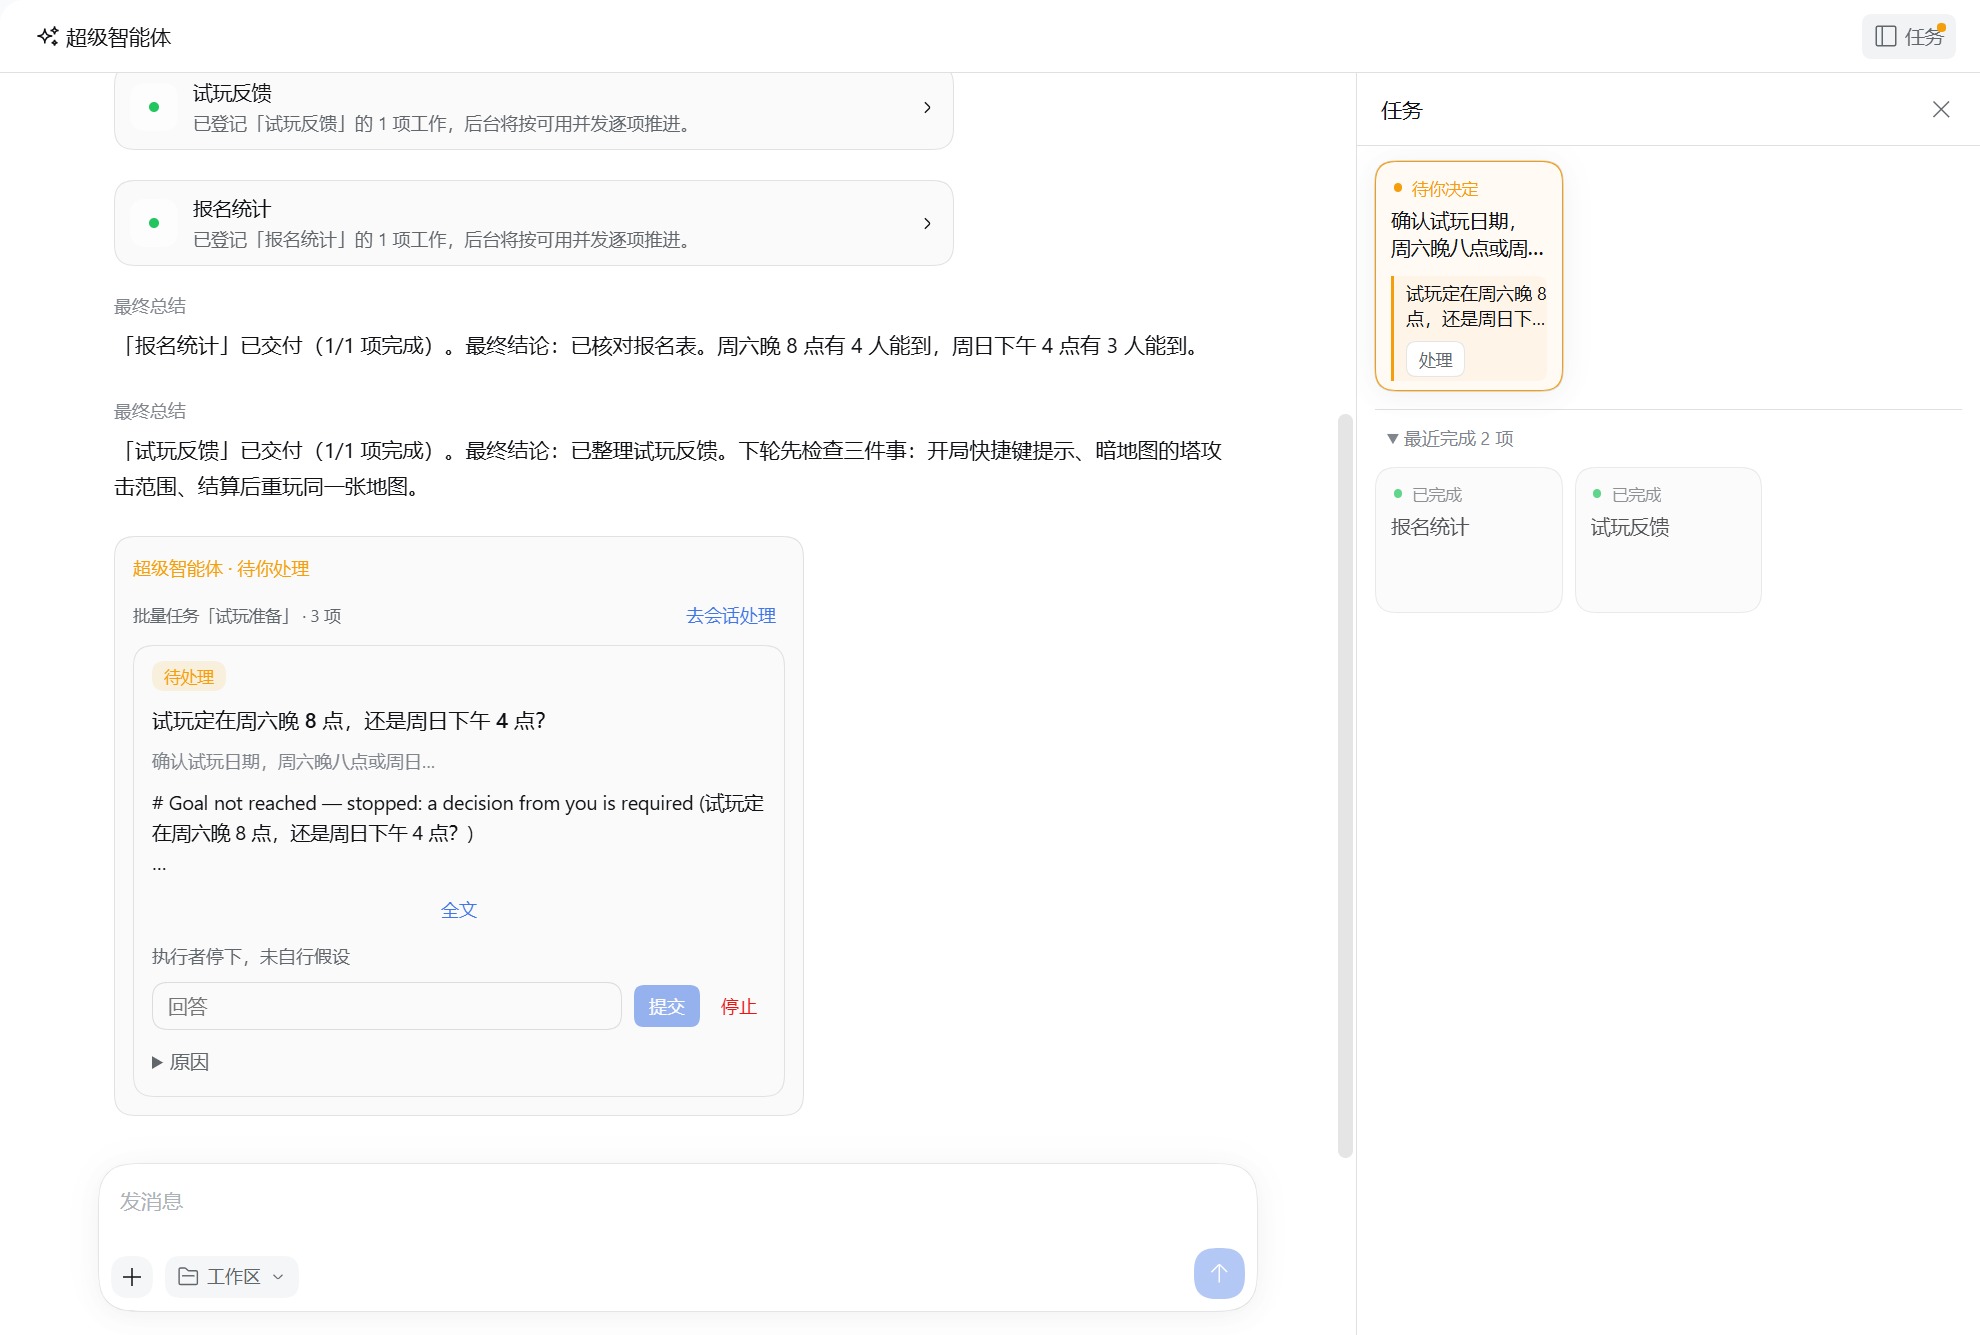 超级智能体
任务
试玩反馈
已登记「试玩反馈」的 1 项工作，后台将按可用并发逐项推进。
报名统计
已登记「报名统计」的 1 项工作，后台将按可用并发逐项推进。
最终总结
「报名统计」已交付（1/1 项完成）。最终结论：已核对报名表。周六晚 8 点有 4 人能到，周日下午 4 点有 3 人能到。
最终总结
「试玩反馈」已交付（1/1 项完成）。最终结论：已整理试玩反馈。下轮先检查三件事：开局快捷键提示、暗地图的塔攻
击范围、结算后重玩同一张地图。
超级智能体 · 待你处理
批量任务「试玩准备」 · 3 项
去会话处理
待处理
试玩定在周六晚 8 点，还是周日下午 4 点？
确认试玩日期，周六晚八点或周日...
# Goal not reached — stopped: a decision from you is required (试玩定
在周六晚 8 点，还是周日下午 4 点？)
...
全文
执行者停下，未自行假设
回答
提交
停止
▶ 原因
发消息
工作区
任务
待你决定
确认试玩日期，
周六晚八点或周...
试玩定在周六晚 8
点，还是周日下...
处理
▼ 最近完成 2 项
已完成
报名统计
已完成
试玩反馈